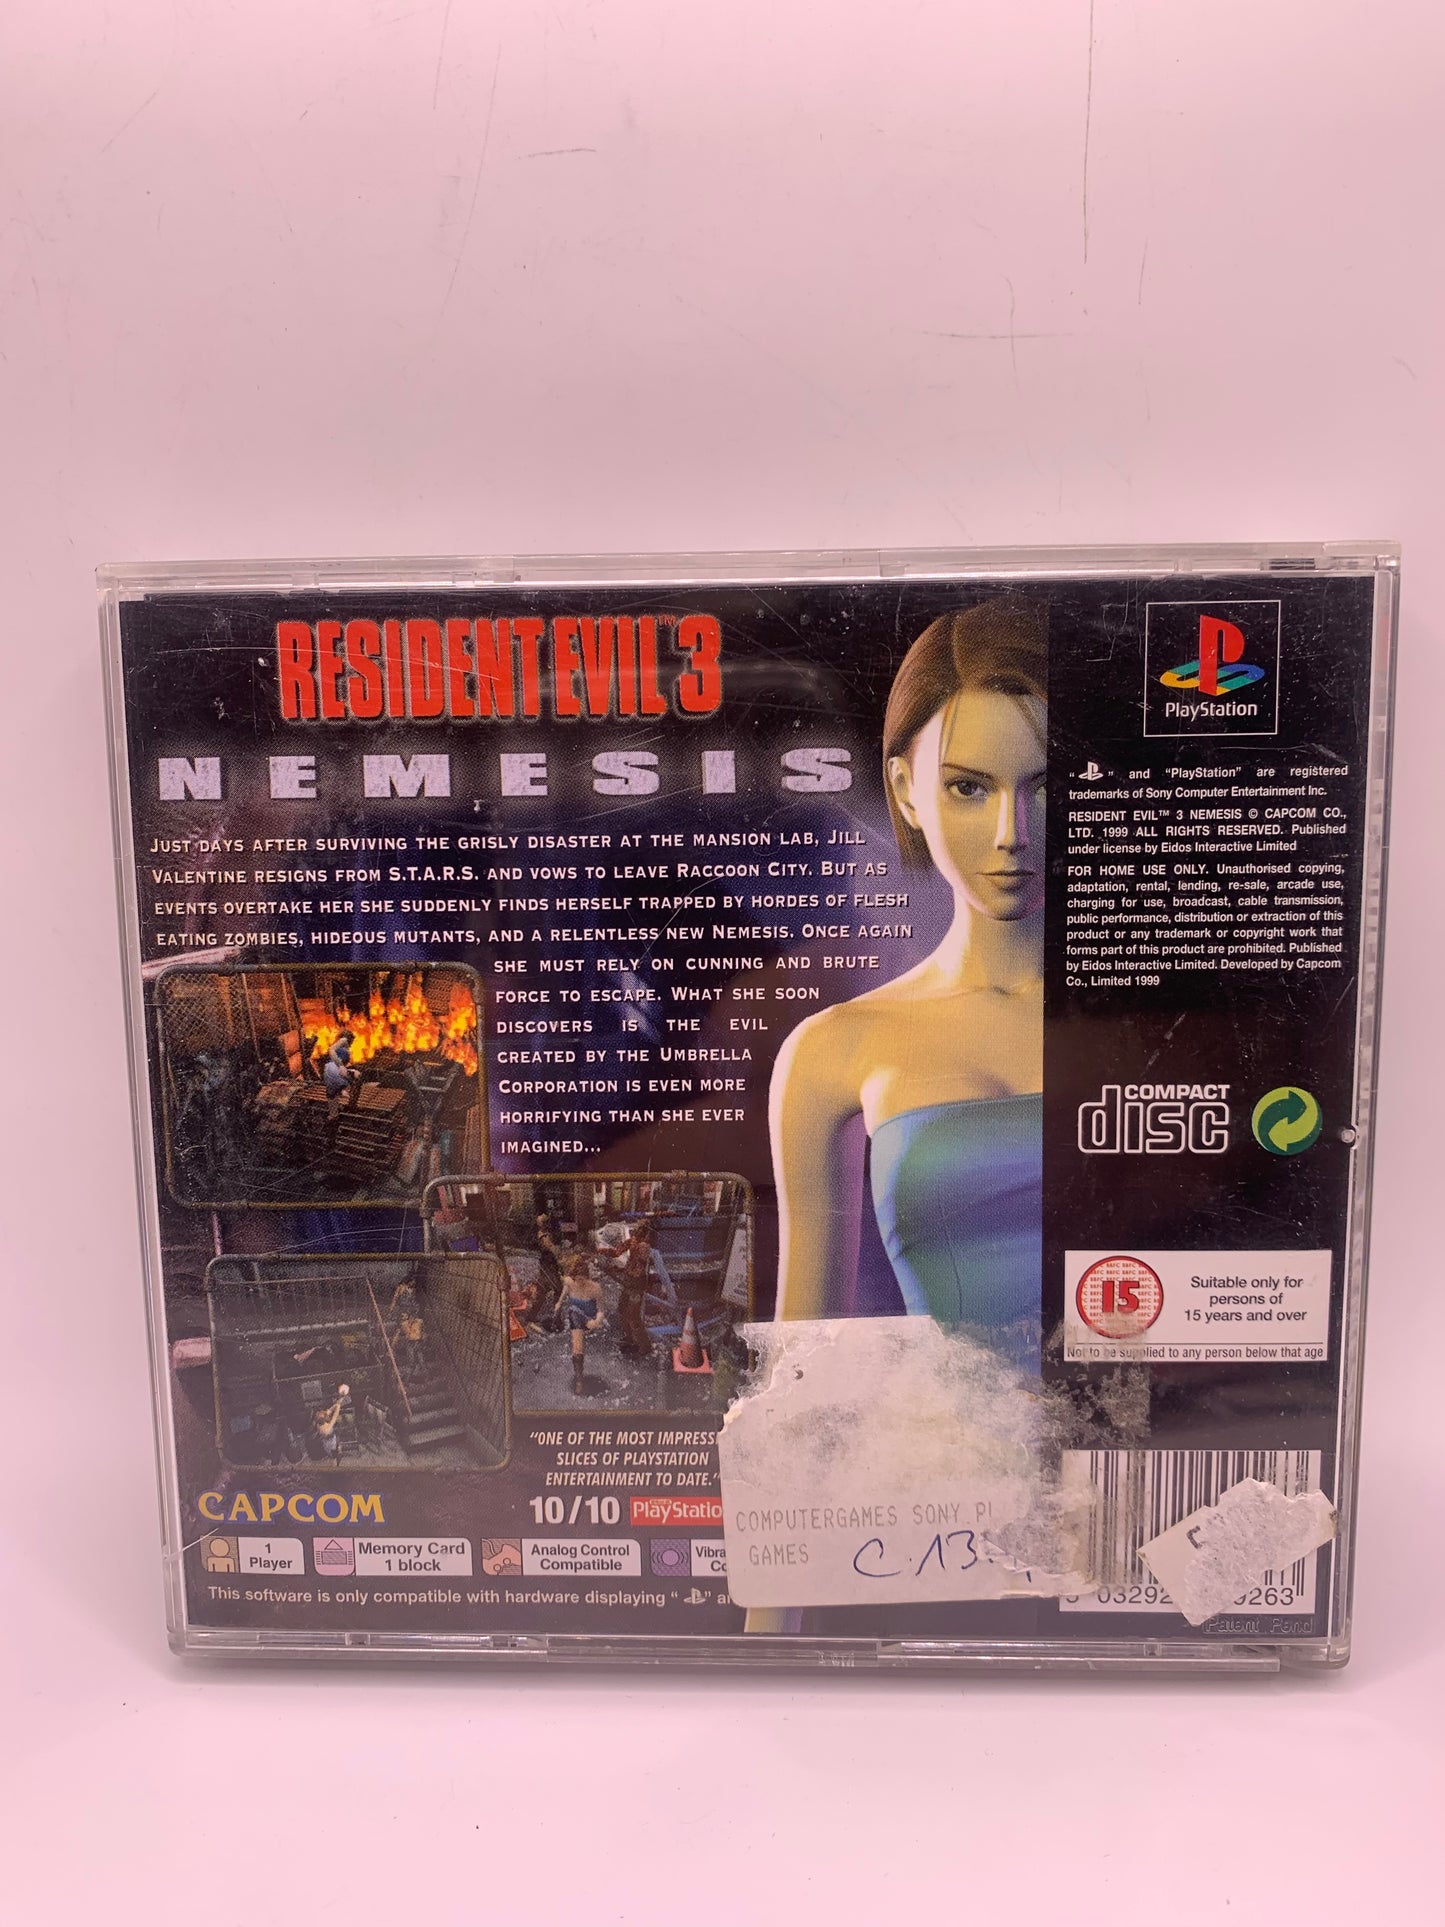 RESIDENT EVIL™ 3
NEMESIS
JUST DAYS AFTER SURVIVING THE GRISLY DISASTER AT THE MANSION LAB, JILL
VALENTINE RESIGNS FROM S.T.A.R.S. AND VOWS TO LEAVE RACCOON CITY. BUT AS
EVENTS OVERTAKE HER SHE SUDDENLY FINDS HERSELF TRAPPED BY HORDES OF FLESH
EATING ZOMBIES, HIDEOUS MUTANTS, AND A RELENTLESS NEW NEMESIS. ONCE AGAIN
SHE MUST RELY ON CUNNING AND BRUTE
FORCE TO ESCAPE. WHAT SHE SOON
DISCOVERS IS THE EVIL
CREATED BY THE UMBRELLA
CORPORATION IS EVEN MORE
HORRIFYING THAN SHE EVER
IMAGINED...
"ONE OF THE MOST
SLICES OF PLAYSTATION
ENTERTAINMENT TO DATE."
10/10
CAPCOM
1
Player
Memory Card
1 block
Analog Control
Compatible
This software is only compatible with hardware displaying " "
COMPUTERGAMES SONY
GAMES
PlayStation
" " and "PlayStation" are registered
trademarks of Sony Computer Entertainment Inc.
RESIDENT EVIL™ 3 NEMESIS © CAPCOM CO.,
LTD. 1999 ALL RIGHTS RESERVED. Published
under license by Eidos Interactive Limited
FOR HOME USE ONLY. Unauthorised copying,
adaptation, rental, lending, re-sale, arcade use,
charging for use, broadcast, cable transmission,
public performance, distribution or extraction of this
product or any trademark or copyright work that
forms part of this product are prohibited. Published
by Eidos Interactive Limited. Developed by Capcom
Co., Limited 1999
COMPACT
disc
15
Suitable only for
persons of
15 years and over
Not to be supplied to any person below that age
Patent Pend